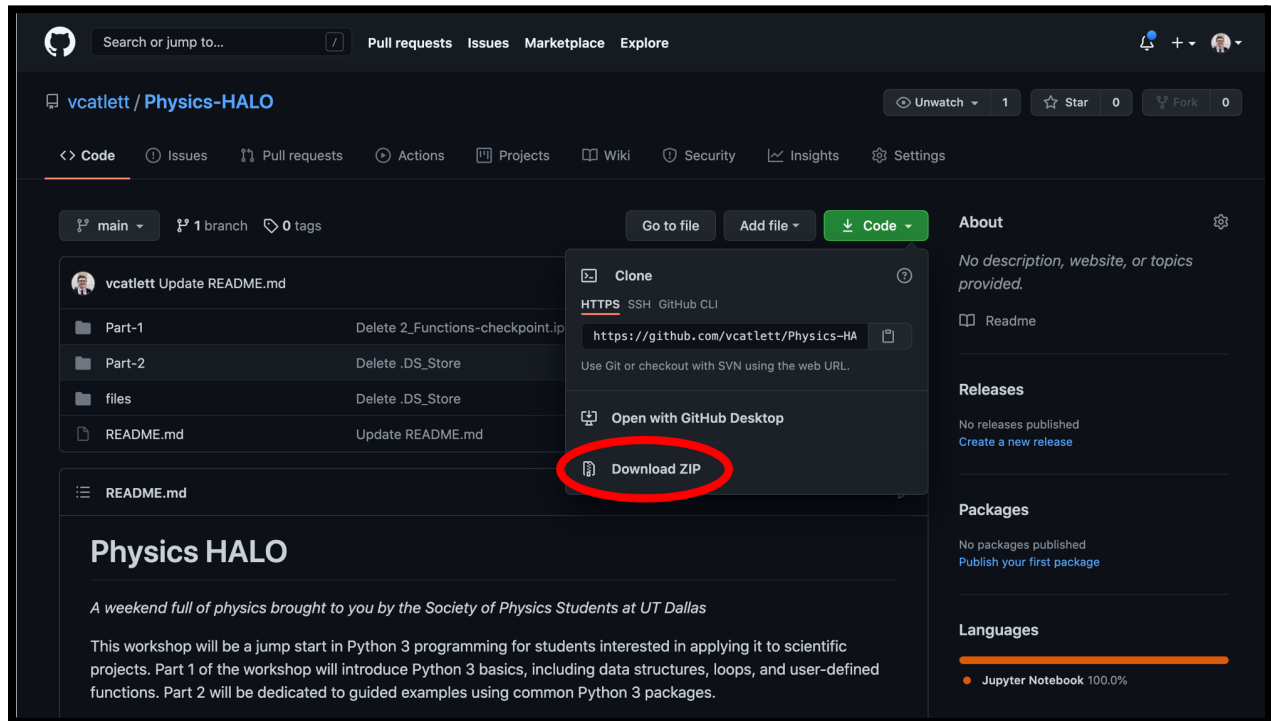 Search or jump to... /
Pull requests Issues Marketplace Explore
vcatlett / Physics-HALO
Unwatch 1 Star 0 Fork 0
<> Code Issues Pull requests Actions Projects Wiki Security Insights Settings
main 1 branch 0 tags
Go to file Add file Code
vcatlett Update README.md
Part-1 Delete 2_Functions-checkpoint.ip
Part-2 Delete .DS_Store
files Delete .DS_Store
README.md Update README.md
Clone
HTTPS SSH GitHub CLI
https://github.com/vcatlett/Physics-HA
Use Git or checkout with SVN using the web URL.
Open with GitHub Desktop
Download ZIP
README.md
Physics HALO
A weekend full of physics brought to you by the Society of Physics Students at UT Dallas
This workshop will be a jump start in Python 3 programming for students interested in applying it to scientific
projects. Part 1 of the workshop will introduce Python 3 basics, including data structures, loops, and user-defined
functions. Part 2 will be dedicated to guided examples using common Python 3 packages.
About
No description, website, or topics
provided.
Readme
Releases
No releases published
Create a new release
Packages
No packages published
Publish your first package
Languages
Jupyter Notebook 100.0%